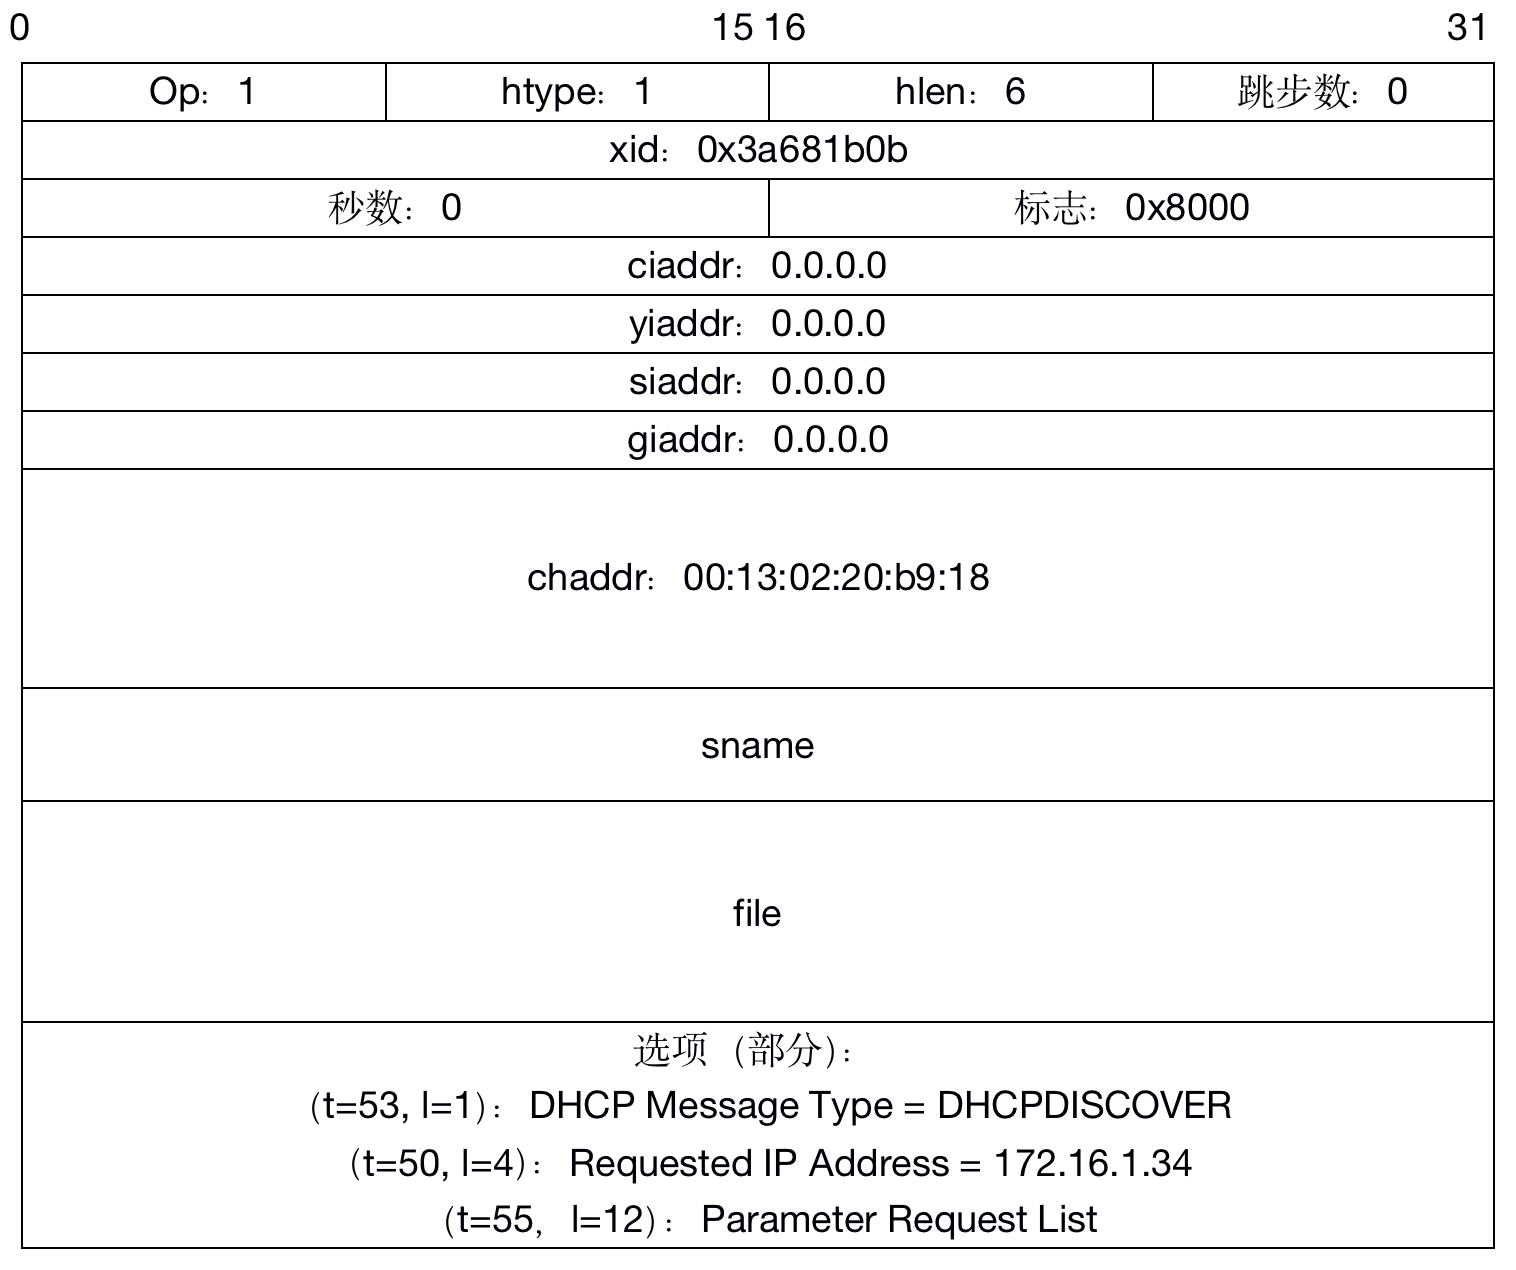 0 15 16 31
Op：1 htype：1 hlen：6 跳步数：0
xid：0x3a681b0b
秒数：0 标志：0x8000
ciaddr：0.0.0.0
yiaddr：0.0.0.0
siaddr：0.0.0.0
giaddr：0.0.0.0
chaddr：00:13:02:20:b9:18
sname
file
选项（部分）：
（t=53, l=1）：DHCP Message Type = DHCPDISCOVER
（t=50, l=4）：Requested IP Address = 172.16.1.34
（t=55，l=12）：Parameter Request List